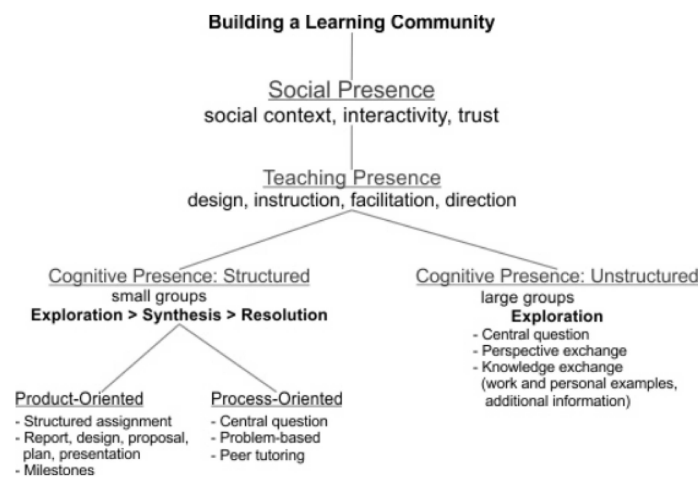 Building a Learning Community
Social Presence
social context, interactivity, trust
Teaching Presence
design, instruction, facilitation, direction
Cognitive Presence: Structured
small groups
Exploration > Synthesis > Resolution
Cognitive Presence: Unstructured
large groups
Exploration
- Central question
- Perspective exchange
- Knowledge exchange
(work and personal examples,
additional information)
Product-Oriented
- Structured assignment
- Report, design, proposal,
plan, presentation
- Milestones
Process-Oriented
- Central question
- Problem-based
- Peer tutoring